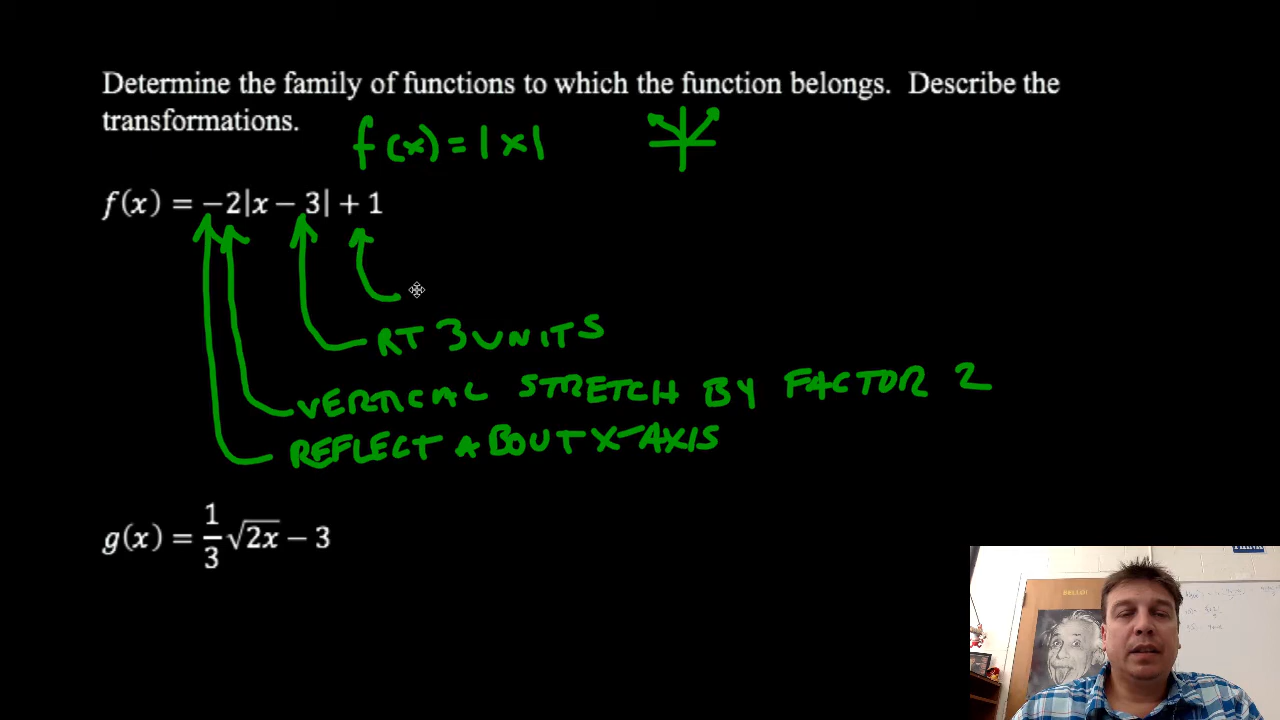 Determine the family of functions to which the function belongs. Describe the
transformations.
f(x) = |x|
f(x) = −2|x − 3| + 1
RT 3 UNITS
VERTICAL STRETCH BY FACTOR 2
REFLECT ABOUT X-AXIS
g(x) = 1/3 √2x − 3